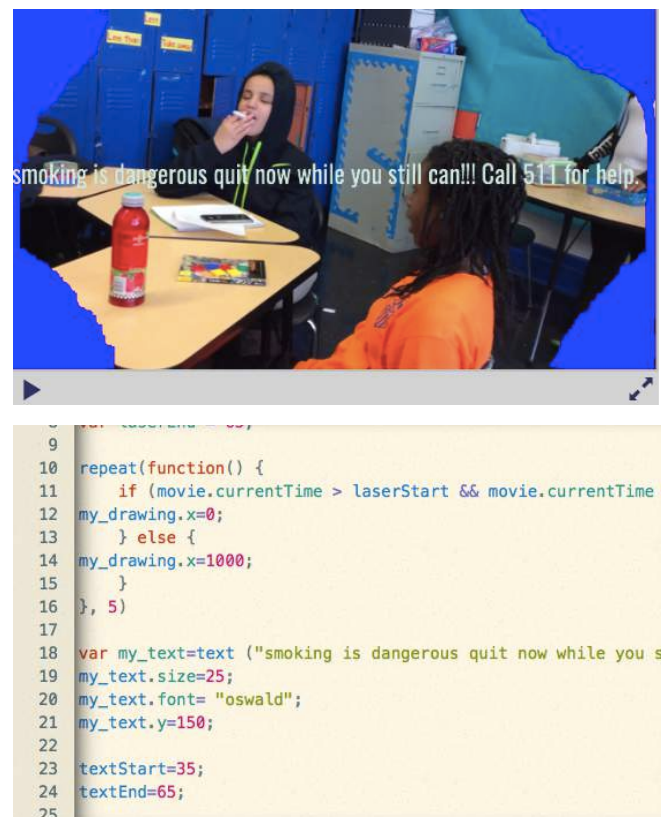 Less
Less Than
smoking is dangerous quit now while you still can!!! Call 511 for help.
9
10 repeat(function() {
11 if (movie.currentTime > laserStart && movie.currentTime
12 my_drawing.x=0;
13 } else {
14 my_drawing.x=1000;
15 }
16 }, 5)
17
18 var my_text=text ("smoking is dangerous quit now while you s
19 my_text.size=25;
20 my_text.font= "oswald";
21 my_text.y=150;
22
23 textStart=35;
24 textEnd=65;
25